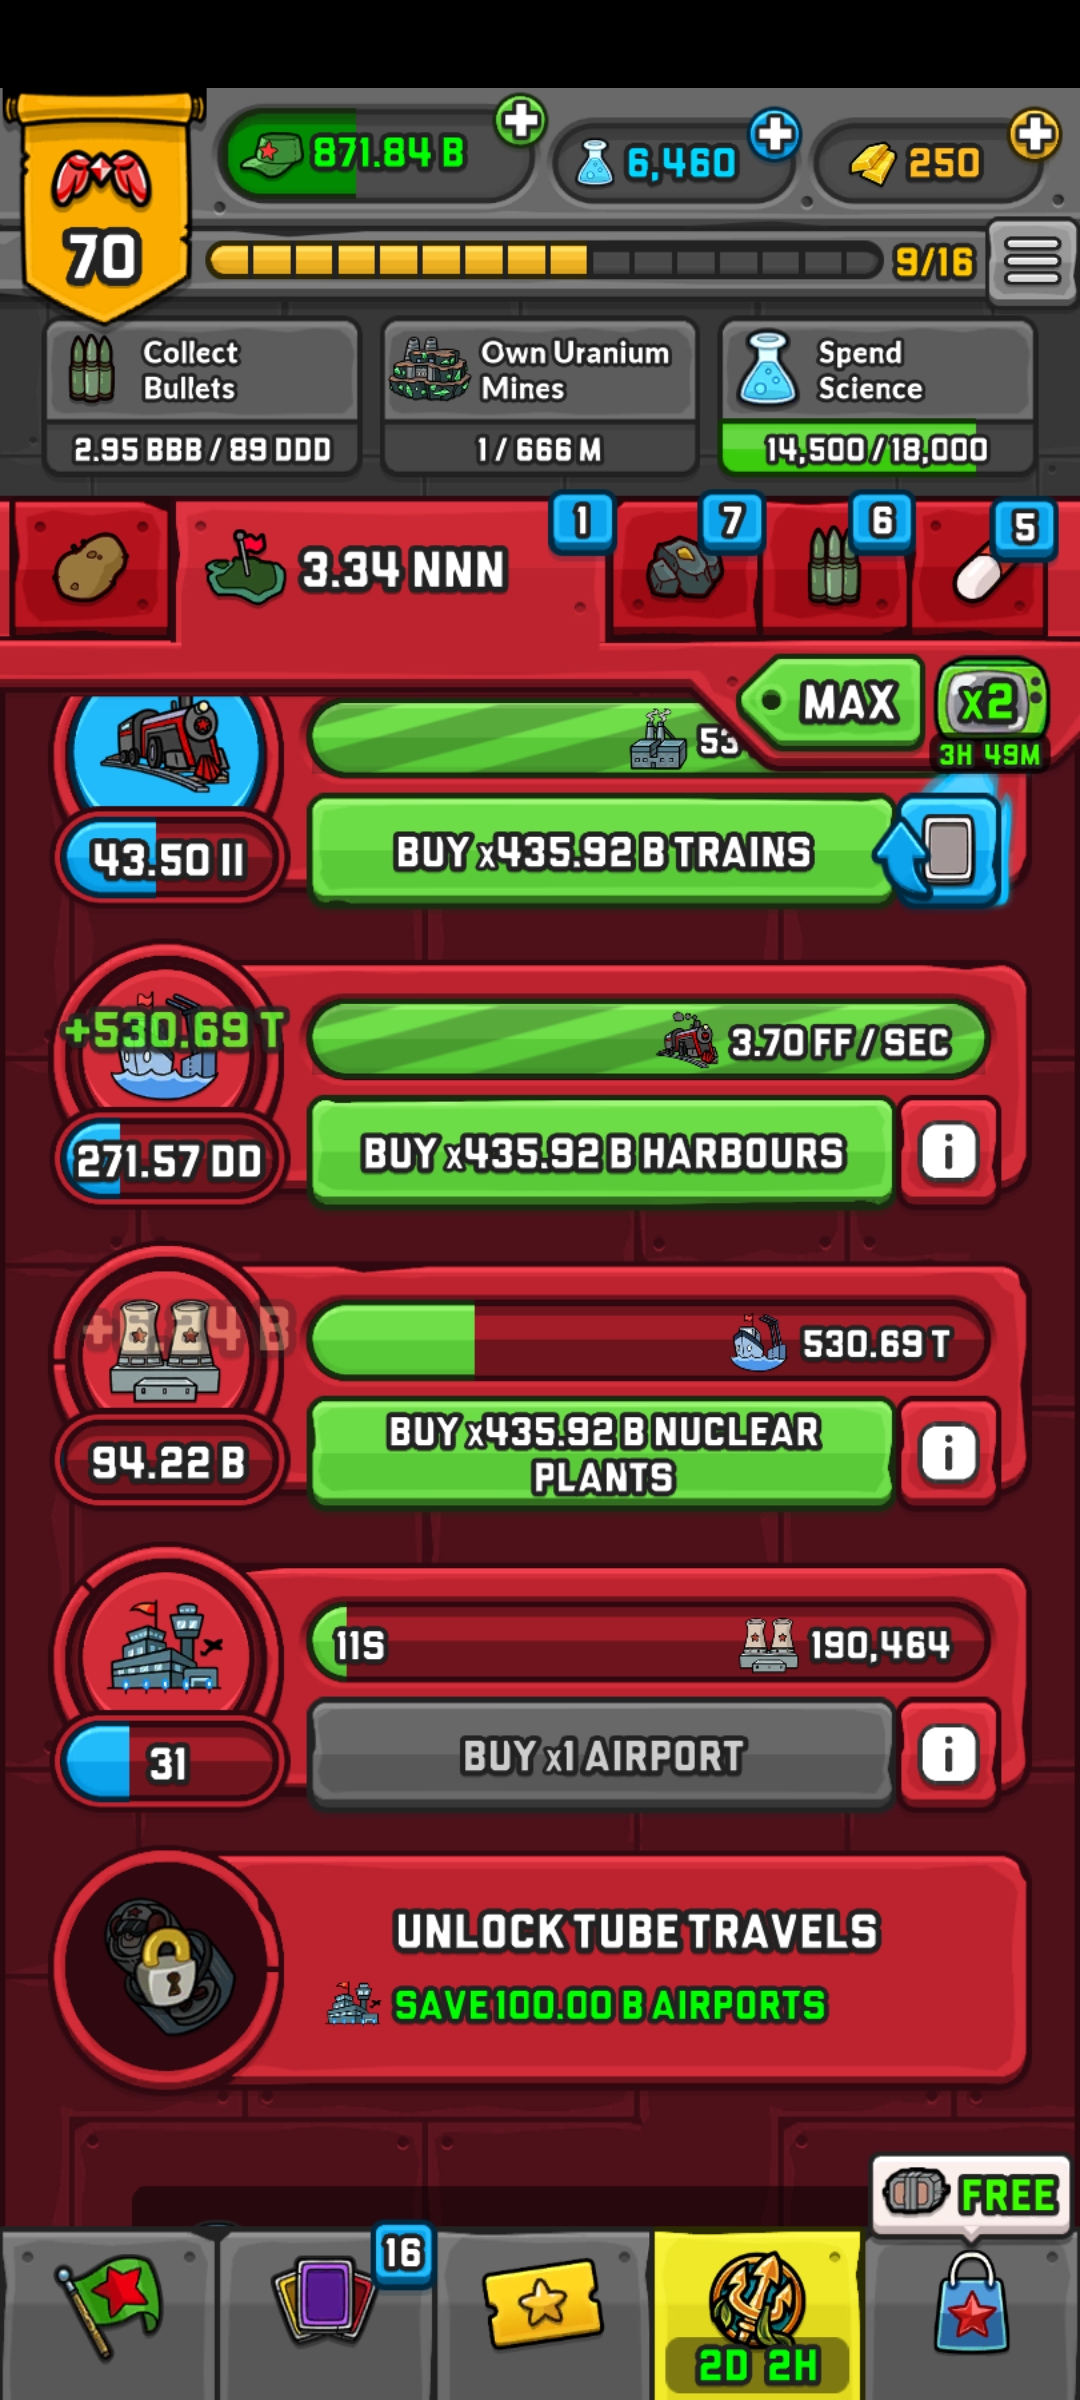 871.84 B
6,460
250
70
9/16
Collect
Bullets
Own Uranium
Mines
Spend
Science
2.95 BBB / 89 DDD
1 / 666 M
14,500 / 18,000
3.34 NNN
1
7
6
5
MAX
x2
3H 49M
53
43.50 II
BUY x435.92 B TRAINS
+530.69 T
3.70 FF / SEC
271.57 DD
BUY x435.92 B HARBOURS
530.69 T
94.22 B
BUY x435.92 B NUCLEAR
PLANTS
11S
190,464
31
BUY x1 AIRPORT
UNLOCK TUBE TRAVELS
SAVE 100.00 B AIRPORTS
FREE
16
2D 2H